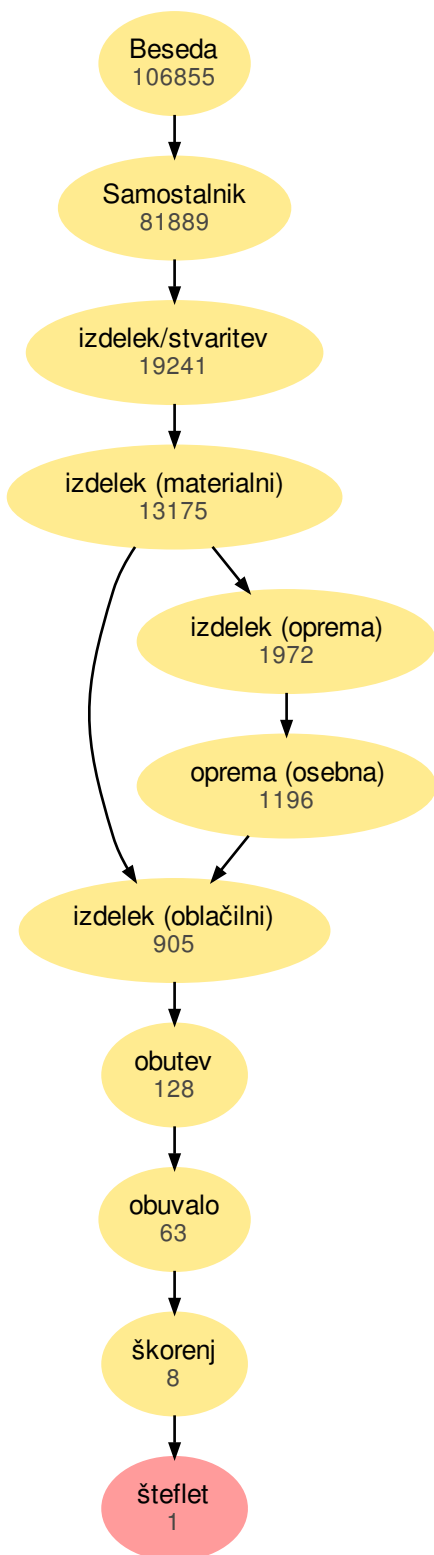 Beseda
106855
Samostalnik
81889
izdelek/stvaritev
19241
izdelek (materialni)
13175
izdelek (oprema)
1972
oprema (osebna)
1196
izdelek (oblačilni)
905
obutev
128
obuvalo
63
škorenj
8
šteflet
1